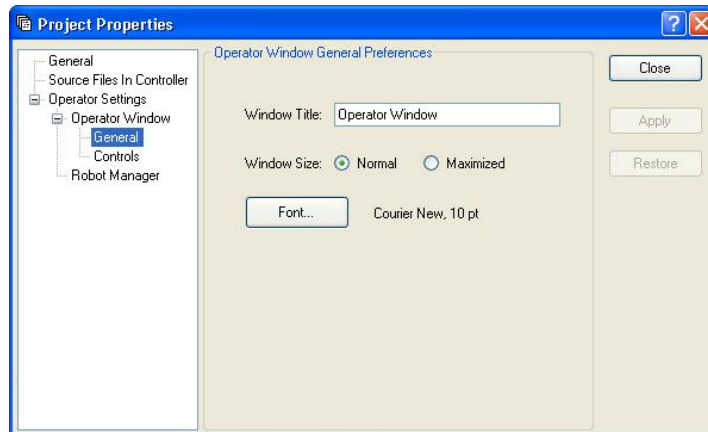 Project Properties
General
Source Files In Controller
Operator Settings
Operator Window
General
Controls
Robot Manager
Operator Window General Preferences
Window Title: Operator Window
Window Size: Normal Maximized
Font... Courier New, 10 pt
Close
Apply
Restore